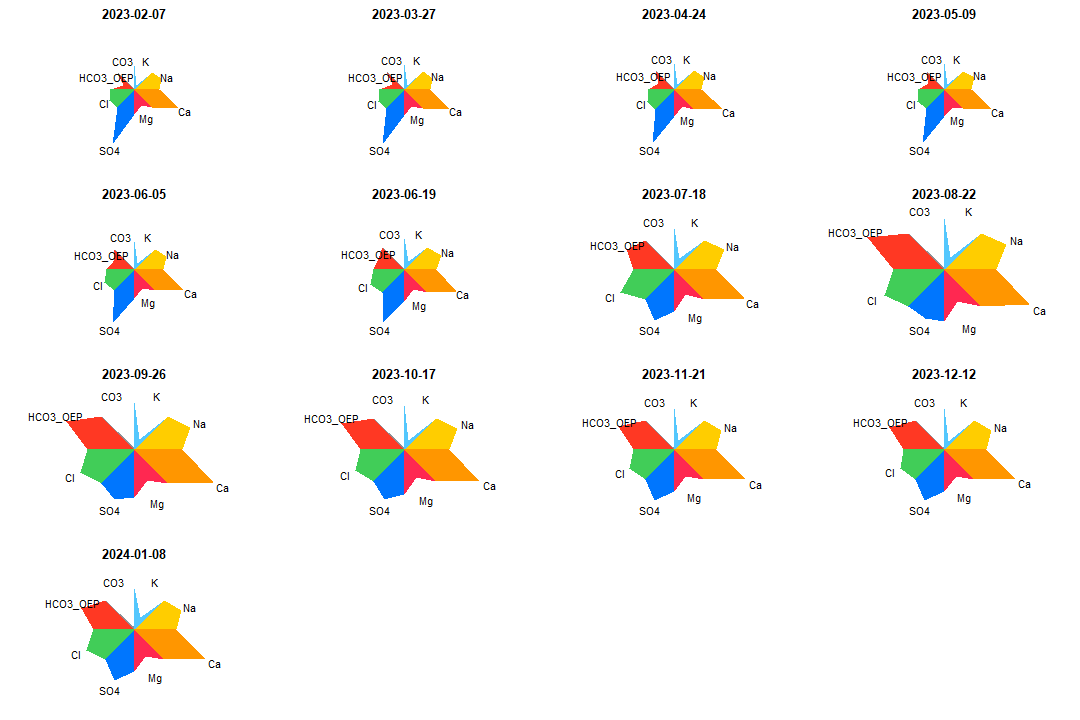 2023-02-07
CO3 K
HCO3_OEP Na
Cl Ca
Mg
SO4
2023-03-27
CO3 K
HCO3_OEP Na
Cl Ca
Mg
SO4
2023-04-24
CO3 K
HCO3_OEP Na
Cl Ca
Mg
SO4
2023-05-09
CO3 K
HCO3_OEP Na
Cl Ca
Mg
SO4
2023-06-05
CO3 K
HCO3_OEP Na
Cl Ca
Mg
SO4
2023-06-19
CO3 K
HCO3_OEP Na
Cl Ca
Mg
SO4
2023-07-18
CO3 K
HCO3_OEP Na
Cl Ca
Mg
SO4
2023-08-22
CO3 K
HCO3_OEP Na
Cl Ca
Mg
SO4
2023-09-26
CO3 K
HCO3_OEP Na
Cl Ca
Mg
SO4
2023-10-17
CO3 K
HCO3_OEP Na
Cl Ca
Mg
SO4
2023-11-21
CO3 K
HCO3_OEP Na
Cl Ca
Mg
SO4
2023-12-12
CO3 K
HCO3_OEP Na
Cl Ca
Mg
SO4
2024-01-08
CO3 K
HCO3_OEP Na
Cl Ca
Mg
SO4